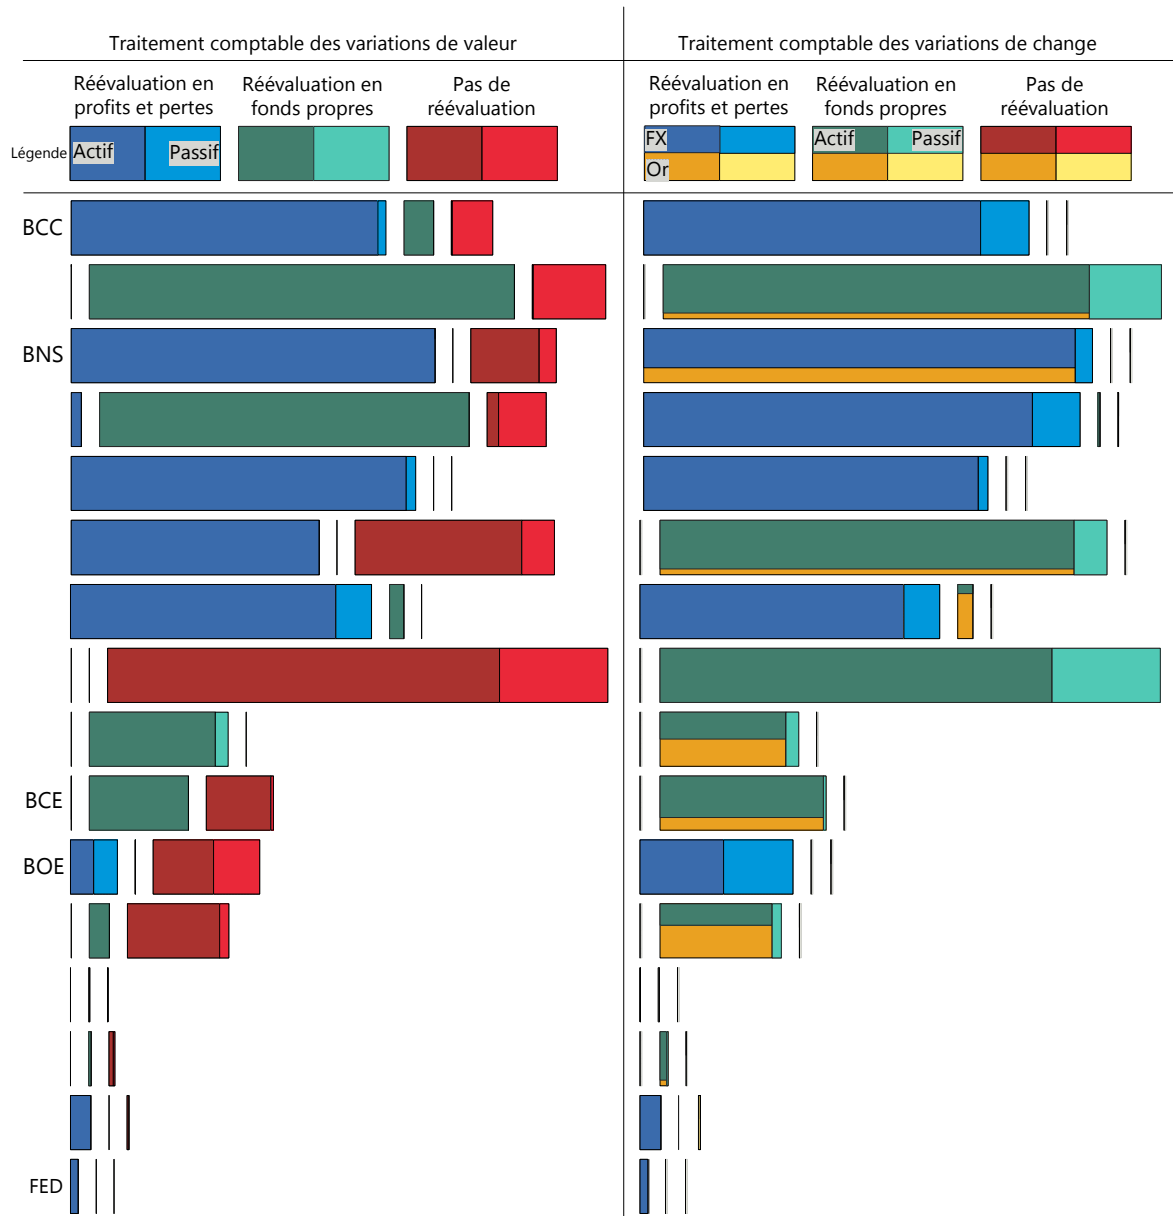 Traitement comptable des variations de valeur
Traitement comptable des variations de change
Réévaluation en
profits et pertes
Réévaluation en
fonds propres
Pas de
réévaluation
Réévaluation en
profits et pertes
Réévaluation en
fonds propres
Pas de
réévaluation
Légende
Actif
Passif
FX
Or
Actif
Passif
BCC
BNS
BCE
BOE
FED